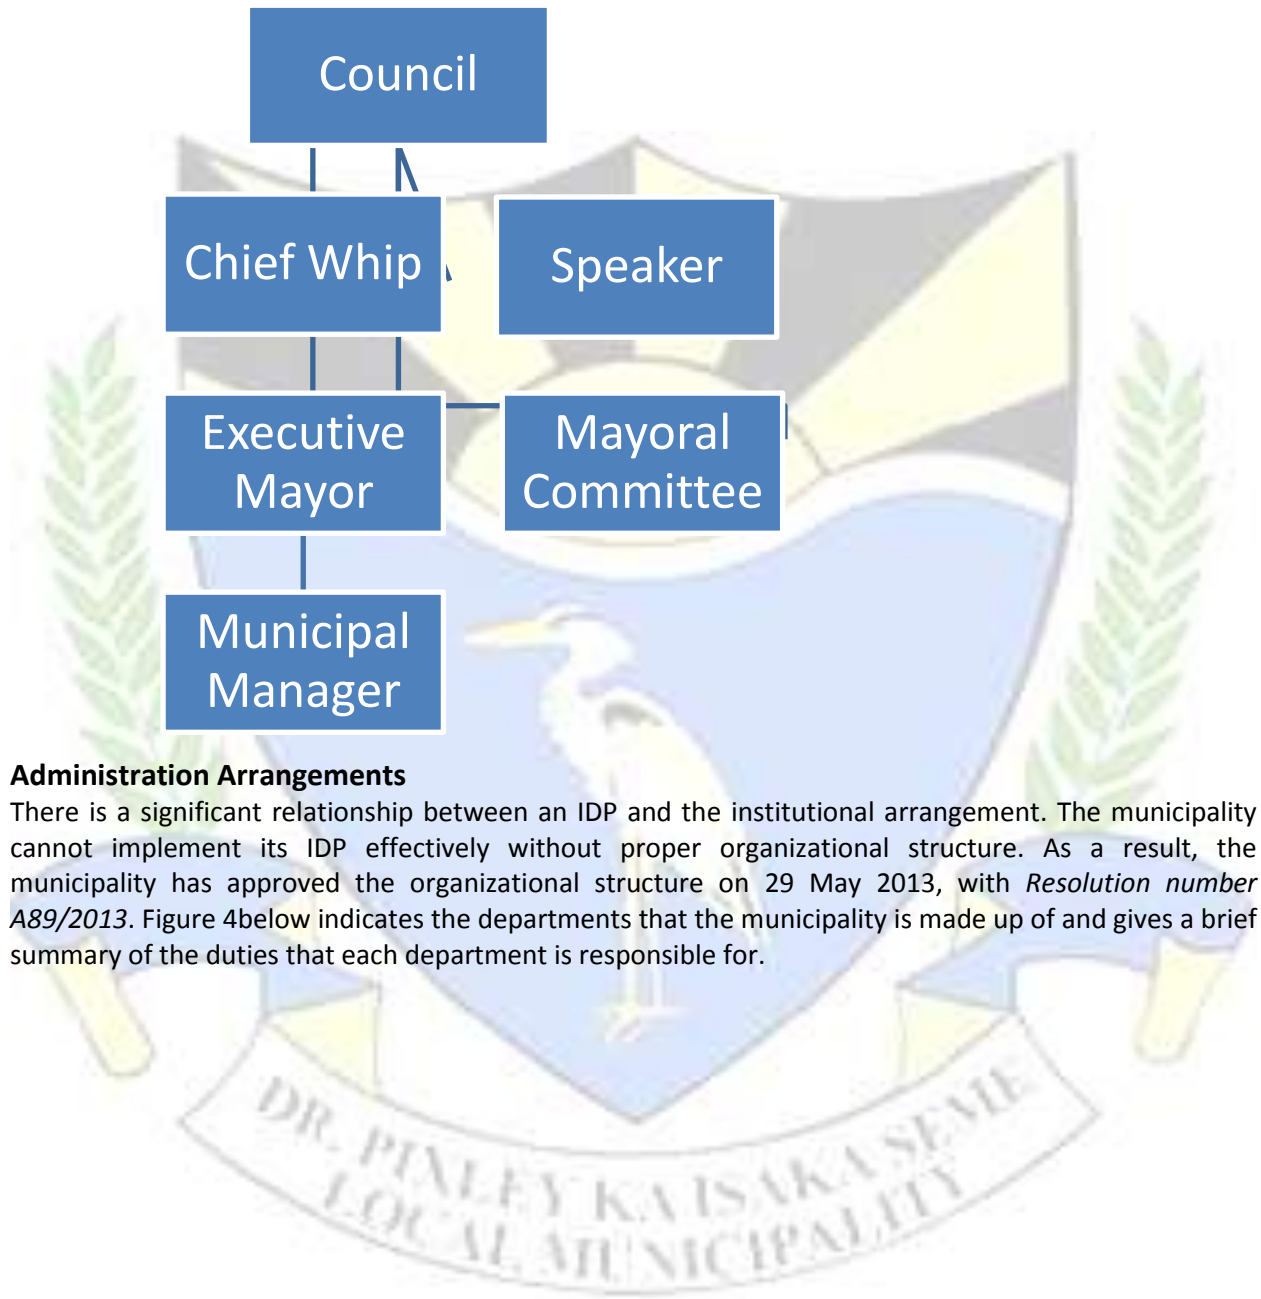 Council
Chief Whip
Speaker
Executive
Mayor
Mayoral
Committee
Municipal
Manager
Administration Arrangements
There is a significant relationship between an IDP and the institutional arrangement. The municipality
cannot implement its IDP effectively without proper organizational structure. As a result, the
municipality has approved the organizational structure on 29 May 2013, with Resolution number
A89/2013. Figure 4below indicates the departments that the municipality is made up of and gives a brief
summary of the duties that each department is responsible for.
DR. PIXLEY KA ISAKA SEME
LOCAL MUNICIPALITY